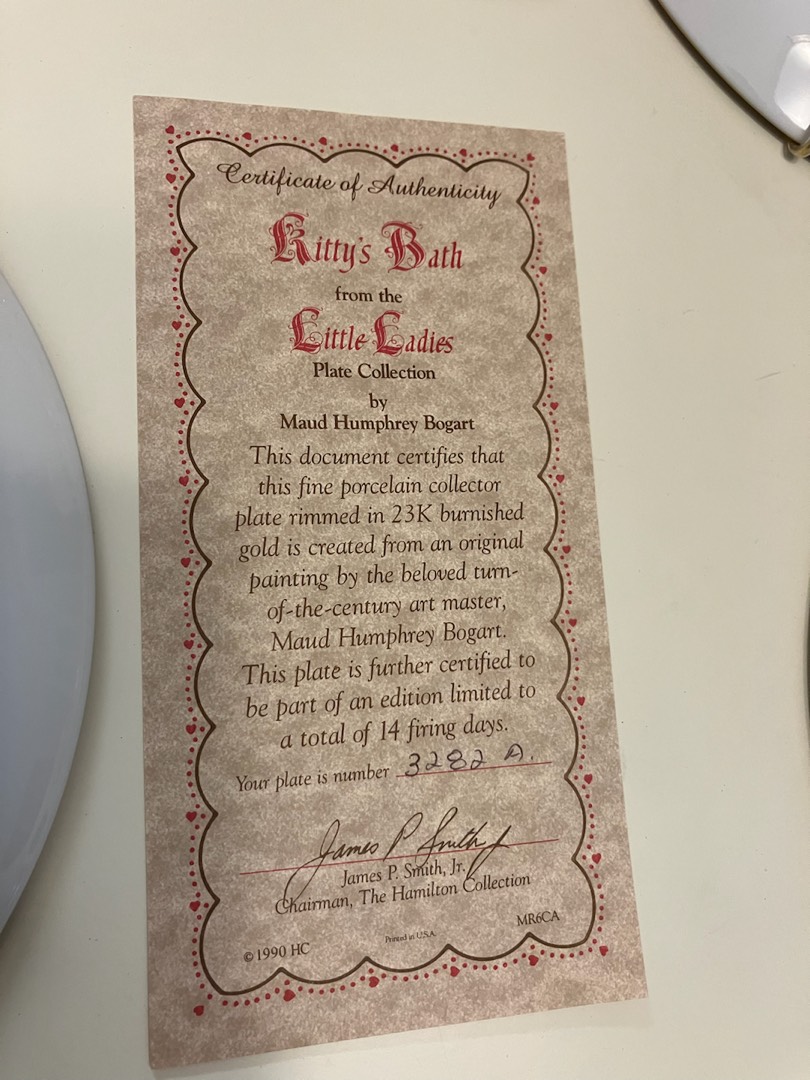 Certificate of Authenticity
Kitty's Bath
from the
Little Ladies
Plate Collection
by
Maud Humphrey Bogart
This document certifies that
this fine porcelain collector
plate rimmed in 23K burnished
gold is created from an original
painting by the beloved turn-
of-the-century art master,
Maud Humphrey Bogart.
This plate is further certified to
be part of an edition limited to
a total of 14 firing days.
Your plate is number 3282 A.
James P Smith Jr
James P. Smith, Jr.
Chairman, The Hamilton Collection
MR6CA
Printed in U.S.A.
© 1990 HC